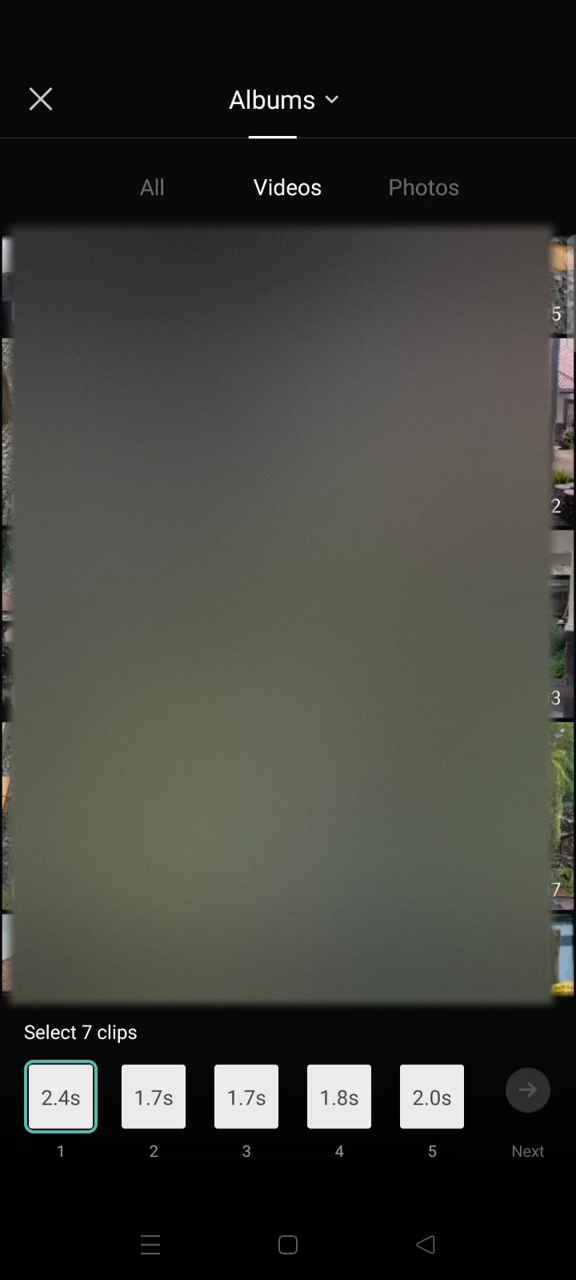 Albums
All Videos Photos
5
2
3
7
Select 7 clips
2.4s 1.7s 1.7s 1.8s 2.0s
1 2 3 4 5 Next